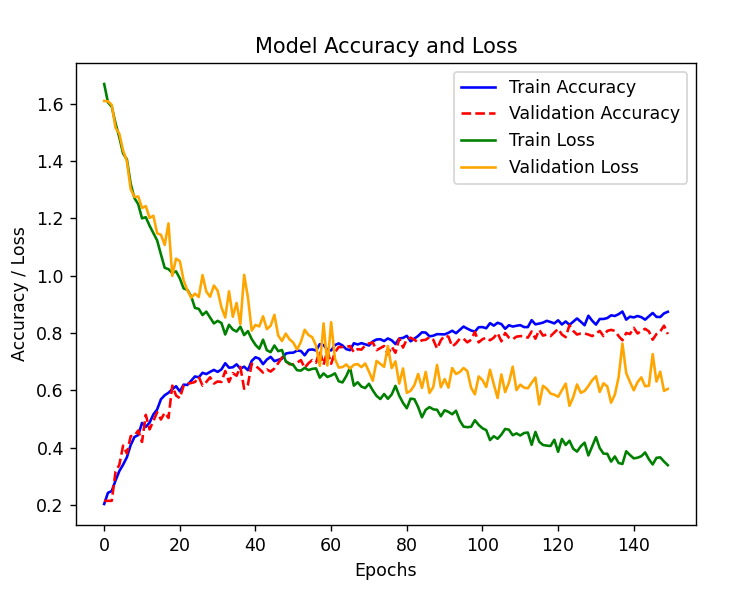 Model Accuracy and Loss
Train Accuracy
Validation Accuracy
Train Loss
Validation Loss
Accuracy / Loss
1.6
1.4
1.2
1.0
0.8
0.6
0.4
0.2
0 20 40 60 80 100 120 140
Epochs